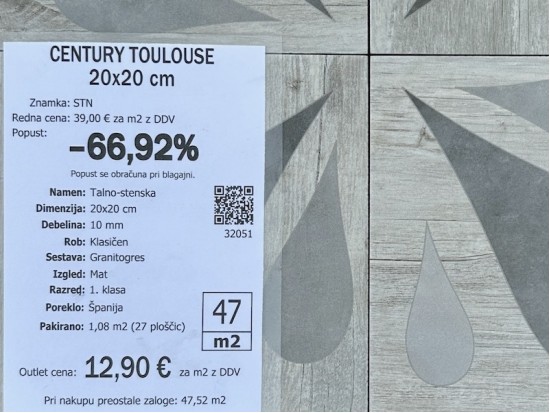 CENTURY TOULOUSE
20x20 cm
Znamka: STN
Redna cena: 39,00 € za m2 z DDV
Popust:
-66,92%
Popust se obračuna pri blagajni.
Namen: Talno-stenska
Dimenzija: 20x20 cm
Debelina: 10 mm
Rob: Klasičen
Sestava: Granitogres
Izgled: Mat
Razred: 1. klasa
Poreklo: Španija
Pakirano: 1,08 m2 (27 ploščic)
32051
47
m2
Outlet cena: 12,90 € za m2 z DDV
Pri nakupu preostale zaloge: 47,52 m2